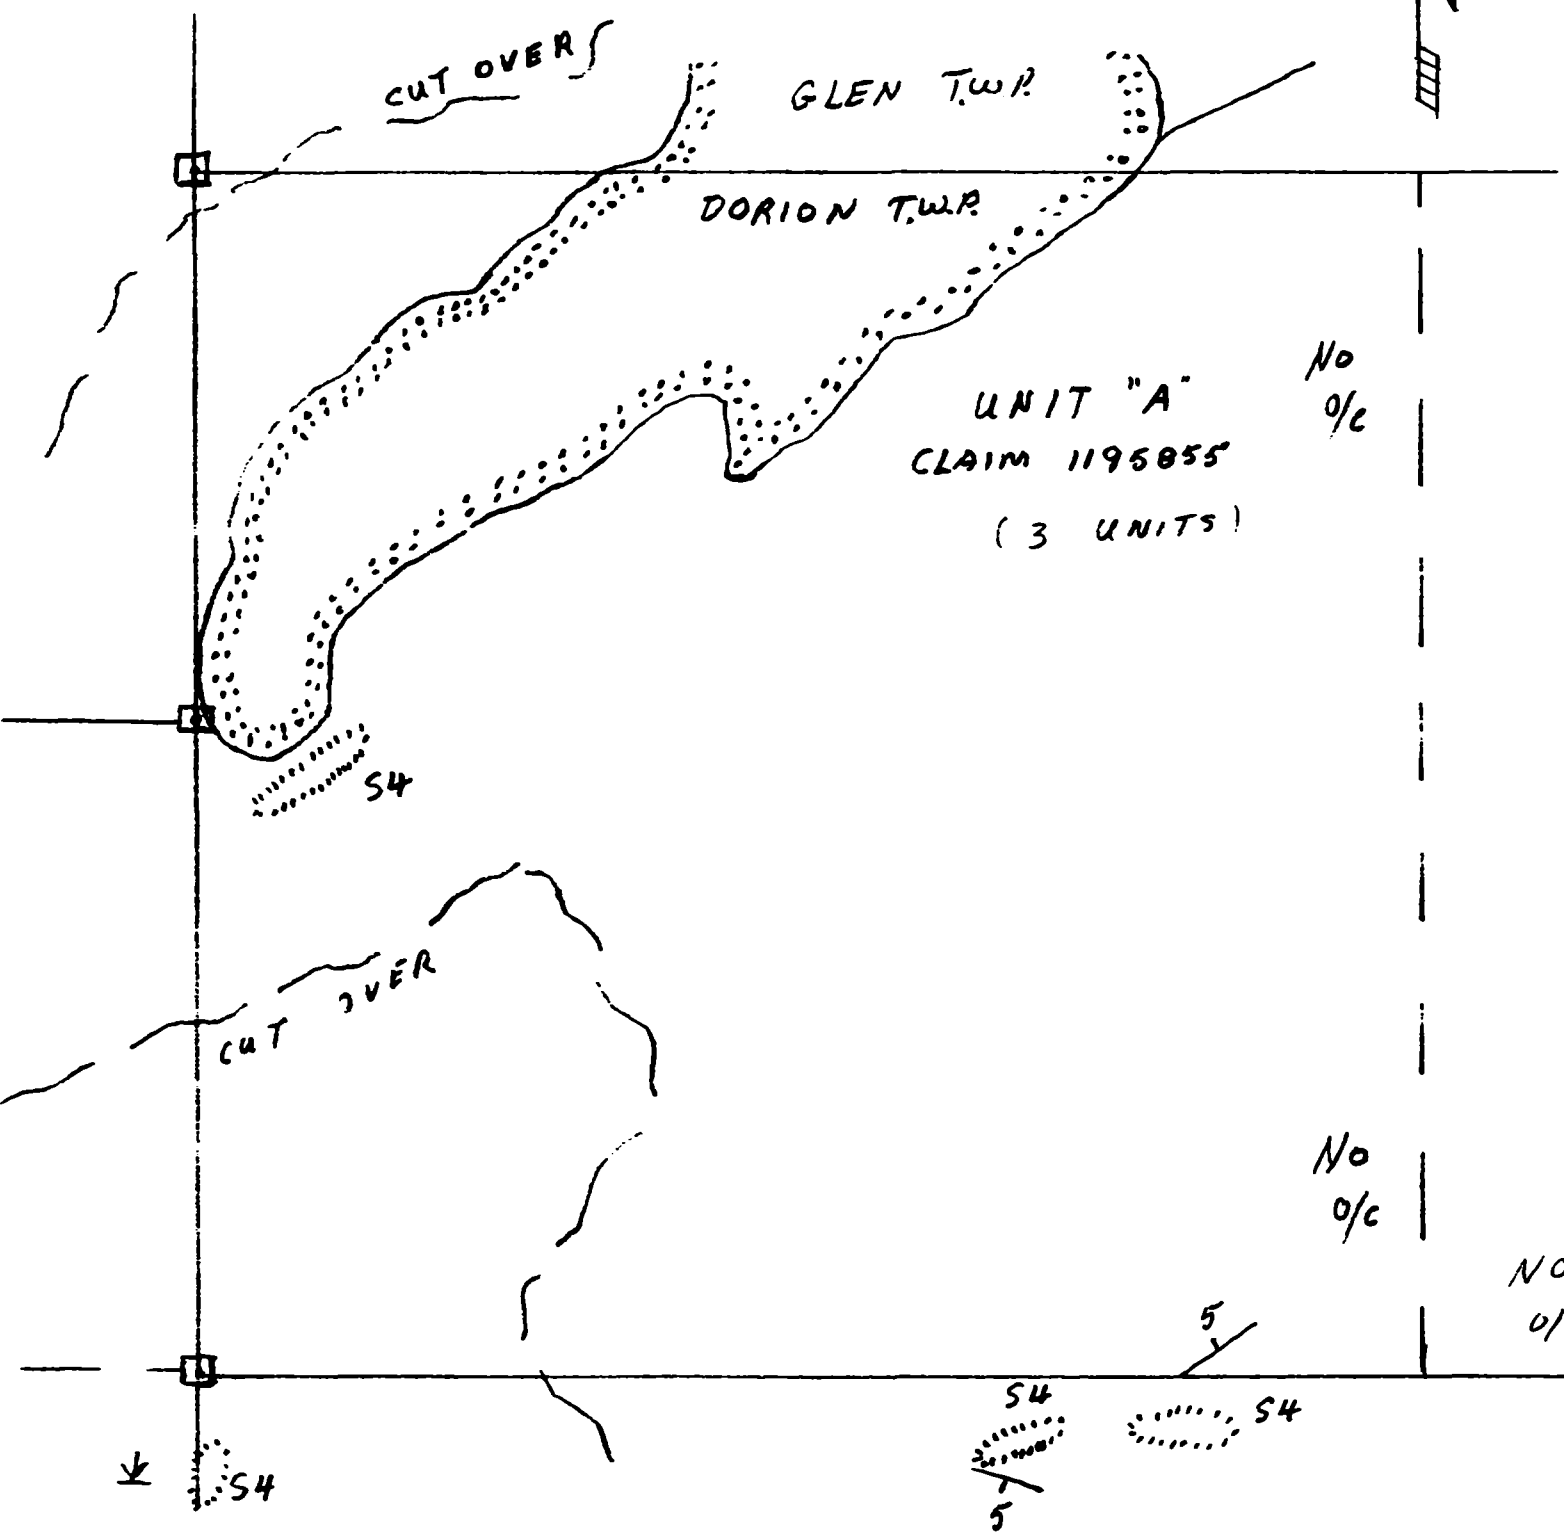 CUT OVER
GLEN TWP.
DORION TWP.
UNIT "A"
CLAIM 1195855
(3 UNITS)
No
o/c
S4
CUT OVER
No
o/c
NO
5
S4
S4
5
S4